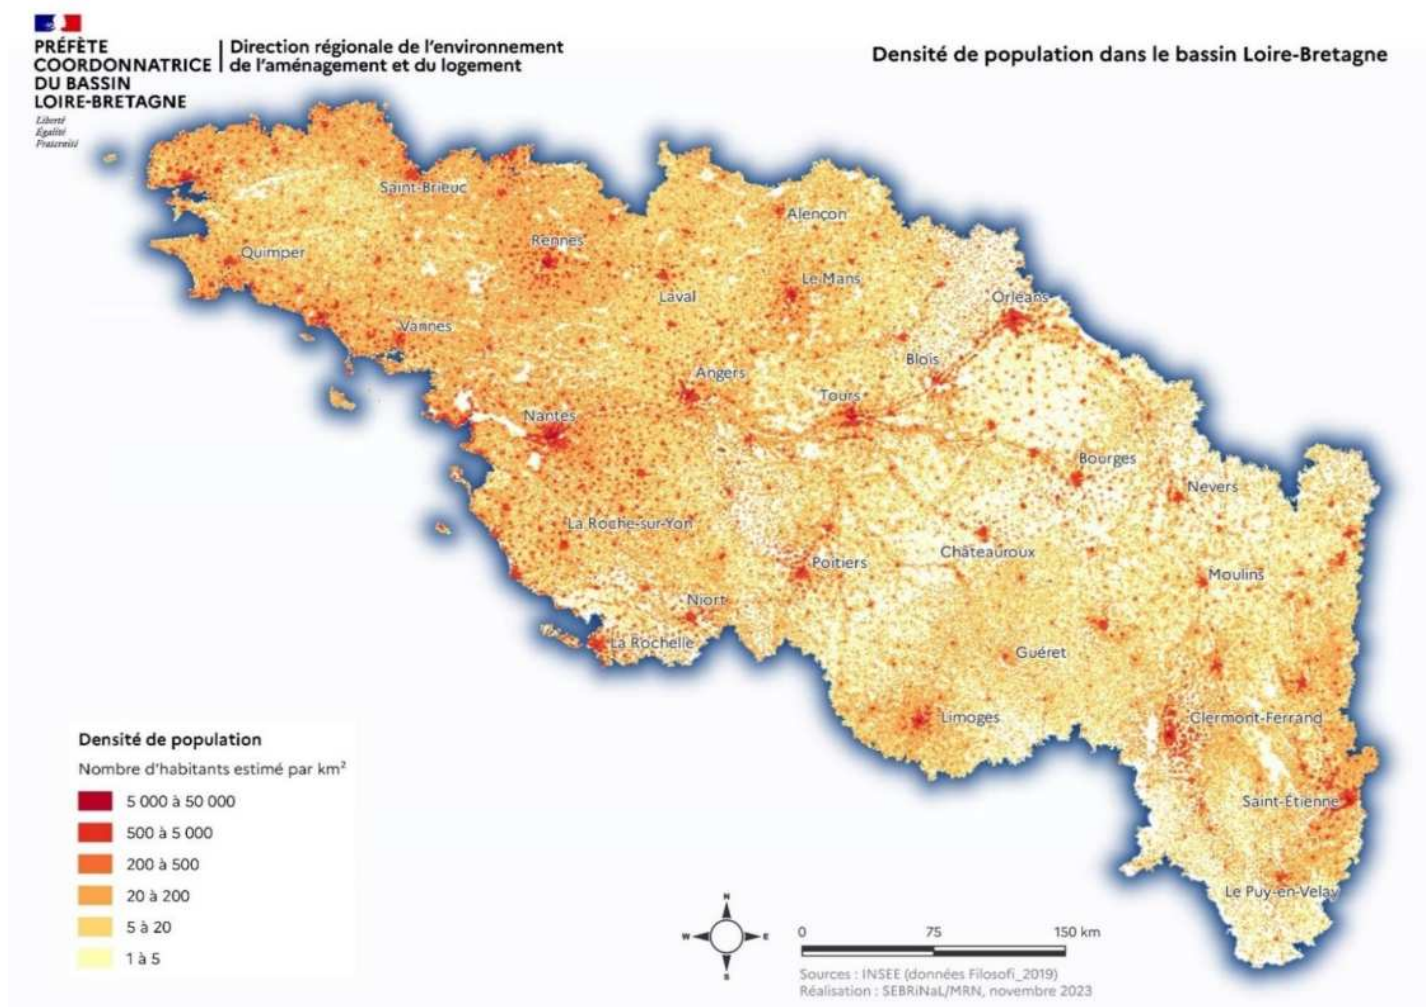 PRÉFÈTE
COORDONNATRICE
DU BASSIN
LOIRE-BRETAGNE
Liberté
Égalité
Fraternité
Direction régionale de l'environnement
de l'aménagement et du logement
Densité de population dans le bassin Loire-Bretagne
Saint-Brieuc
Alençon
Rennes
Quimper
Le Mans
Laval
Orléans
Vannes
Blois
Angers
Tours
Nantes
Bourges
Nevers
La Roche-sur-Yon
Châteauroux
Poitiers
Moulins
Niort
La Rochelle
Guéret
Limoges
Clermont-Ferrand
Saint-Étienne
Le Puy-en-Velay
Densité de population
Nombre d'habitants estimé par km²
5 000 à 50 000
500 à 5 000
200 à 500
20 à 200
5 à 20
1 à 5
N
W E
S
0 75 150 km
Sources : INSEE (données Filosofi_2019)
Réalisation : SEBRiNaL/MRN, novembre 2023